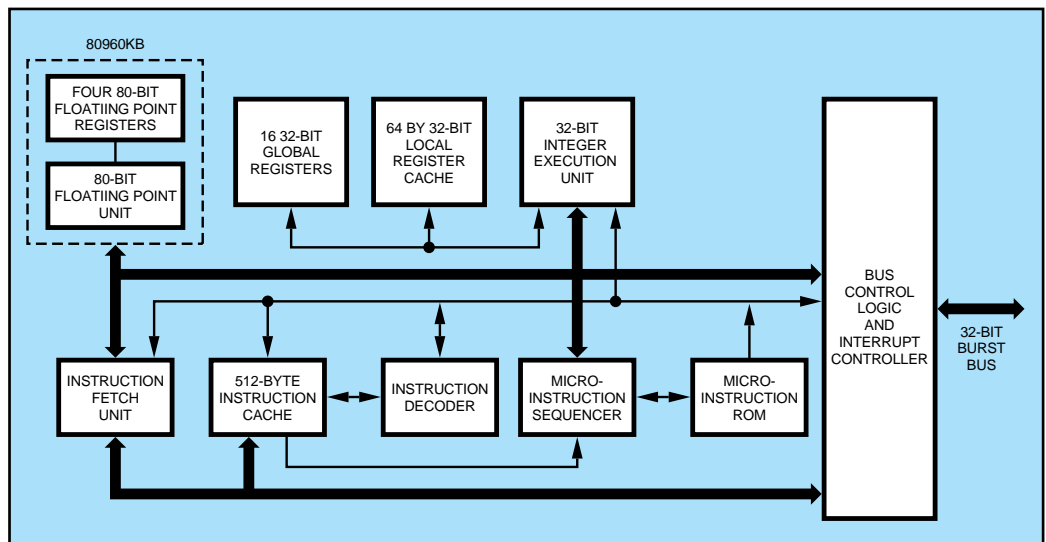 80960KB
FOUR 80-BIT
FLOATIING POINT
REGISTERS
80-BIT
FLOATIING POINT
UNIT
16 32-BIT
GLOBAL
REGISTERS
64 BY 32-BIT
LOCAL
REGISTER
CACHE
32-BIT
INTEGER
EXECUTION
UNIT
BUS
CONTROL
LOGIC
AND
INTERRUPT
CONTROLLER
32-BIT
BURST
BUS
INSTRUCTION
FETCH
UNIT
512-BYTE
INSTRUCTION
CACHE
INSTRUCTION
DECODER
MICRO-
INSTRUCTION
SEQUENCER
MICRO-
INSTRUCTION
ROM